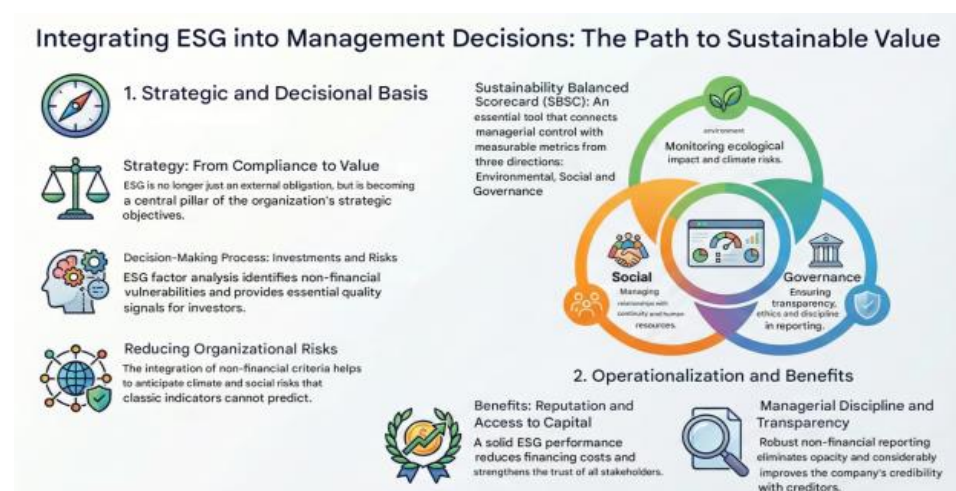 Integrating ESG into Management Decisions: The Path to Sustainable Value
1. Strategic and Decisional Basis
Strategy: From Compliance to Value
ESG is no longer just an external obligation, but is becoming
a central pillar of the organization's strategic
objectives.
Decision-Making Process: Investments and Risks
ESG factor analysis identifies non-financial
vulnerabilities and provides essential quality
signals for investors.
Reducing Organizational Risks
The integration of non-financial criteria helps
to anticipate climate and social risks that
classic indicators cannot predict.
Sustainability Balanced
Scorecard (SBSC): An
essential tool that connects
managerial control with
measurable metrics from
three directions:
Environmental, Social and
Governance
environment
Monitoring ecological
impact and climate risks.
Social
Managing
relationships with
continuity and human
resources.
Governance
Ensuring
transparency,
ethics and discipline
in reporting.
2. Operationalization and Benefits
Benefits: Reputation and
Access to Capital
A solid ESG performance
reduces financing costs and
strengthens the trust of all stakeholders.
Managerial Discipline and
Transparency
Robust non-financial reporting
eliminates opacity and considerably
improves the company's credibility
with creditors.